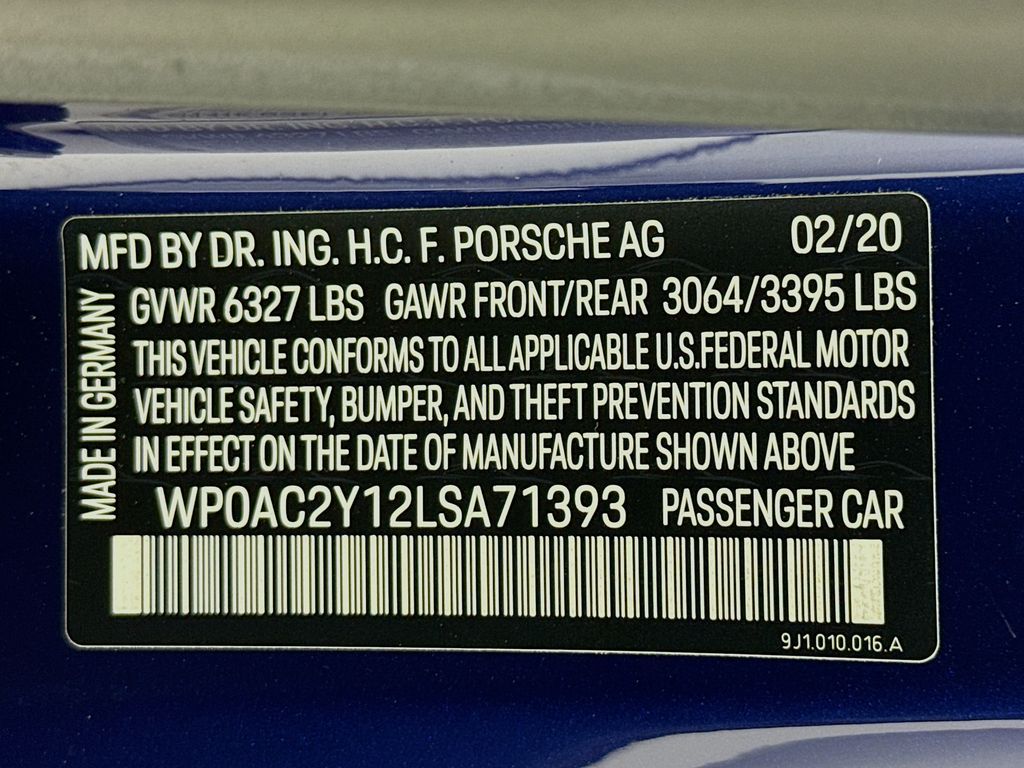 MFD BY DR. ING. H.C. F. PORSCHE AG 02/20
GVWR 6327 LBS GAWR FRONT/REAR 3064/3395 LBS
THIS VEHICLE CONFORMS TO ALL APPLICABLE U.S.FEDERAL MOTOR
VEHICLE SAFETY, BUMPER, AND THEFT PREVENTION STANDARDS
IN EFFECT ON THE DATE OF MANUFACTURE SHOWN ABOVE
WP0AC2Y12LSA71393 PASSENGER CAR
MADE IN GERMANY
9J1.010.016.A